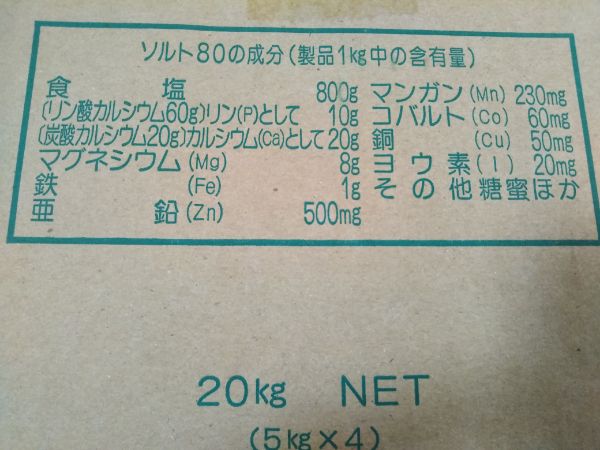 ソルト80の成分(製品1kg中の含有量)
食塩 800g
(リン酸カルシウム60g)リン(P)として 10g
(炭酸カルシウム20g)カルシウム(Ca)として20g
マグネシウム(Mg) 8g
鉄 (Fe) 1g
亜鉛(Zn) 500mg
マンガン(Mn) 230mg
コバルト(Co) 60mg
銅 (Cu) 50mg
ヨウ素(I) 20mg
その他糖蜜ほか
20kg NET
(5kg×4)